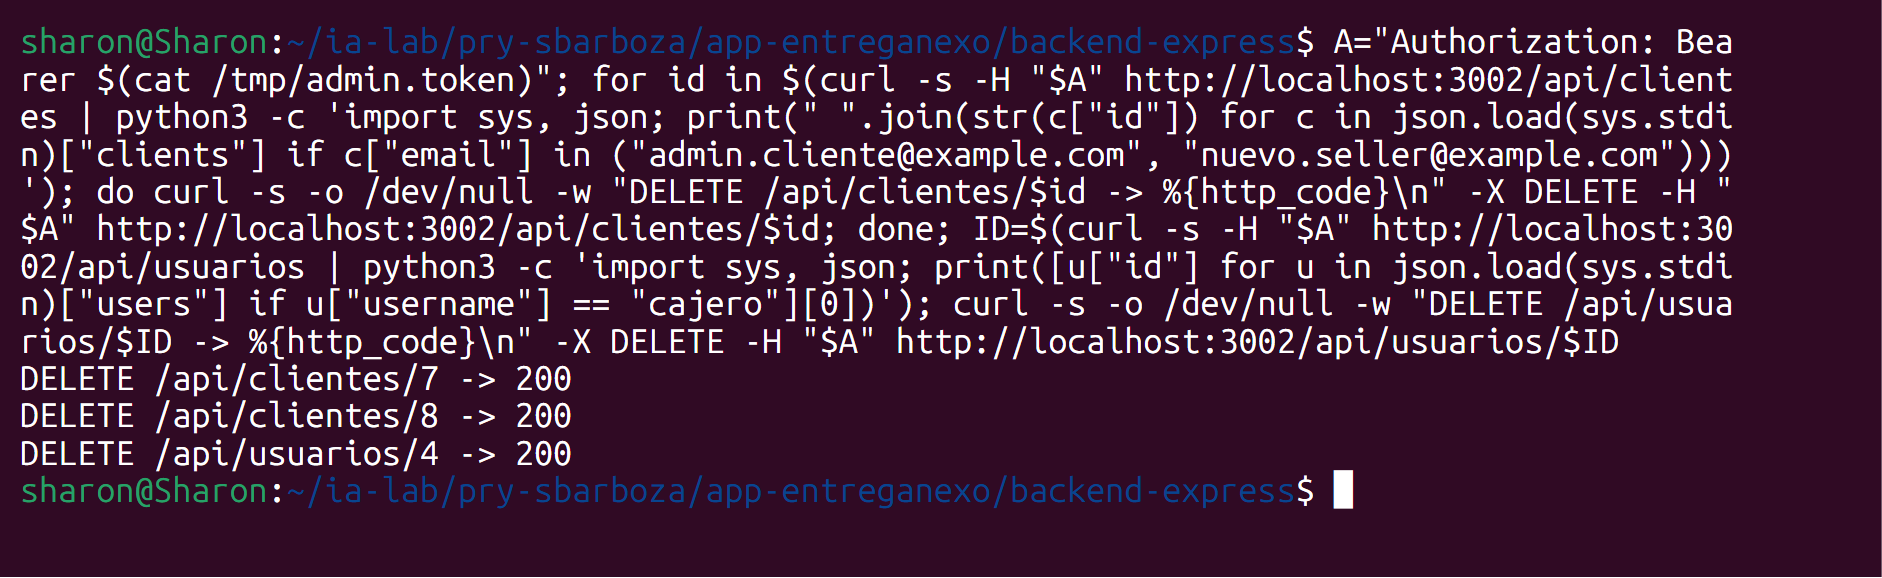 sharon@Sharon:~/ia-lab/pry-sbarboza/app-entreganexo/backend-express$ A="Authorization: Bea
rer $(cat /tmp/admin.token)"; for id in $(curl -s -H "$A" http://localhost:3002/api/client
es | python3 -c 'import sys, json; print(" ".join(str(c["id"]) for c in json.load(sys.stdi
n)["clients"] if c["email"] in ("admin.cliente@example.com", "nuevo.seller@example.com")))
'); do curl -s -o /dev/null -w "DELETE /api/clientes/$id -> %{http_code}\n" -X DELETE -H "
$A" http://localhost:3002/api/clientes/$id; done; ID=$(curl -s -H "$A" http://localhost:30
02/api/usuarios | python3 -c 'import sys, json; print([u["id"] for u in json.load(sys.stdi
n)["users"] if u["username"] == "cajero"][0])'); curl -s -o /dev/null -w "DELETE /api/usua
rios/$ID -> %{http_code}\n" -X DELETE -H "$A" http://localhost:3002/api/usuarios/$ID
DELETE /api/clientes/7 -> 200
DELETE /api/clientes/8 -> 200
DELETE /api/usuarios/4 -> 200
sharon@Sharon:~/ia-lab/pry-sbarboza/app-entreganexo/backend-express$